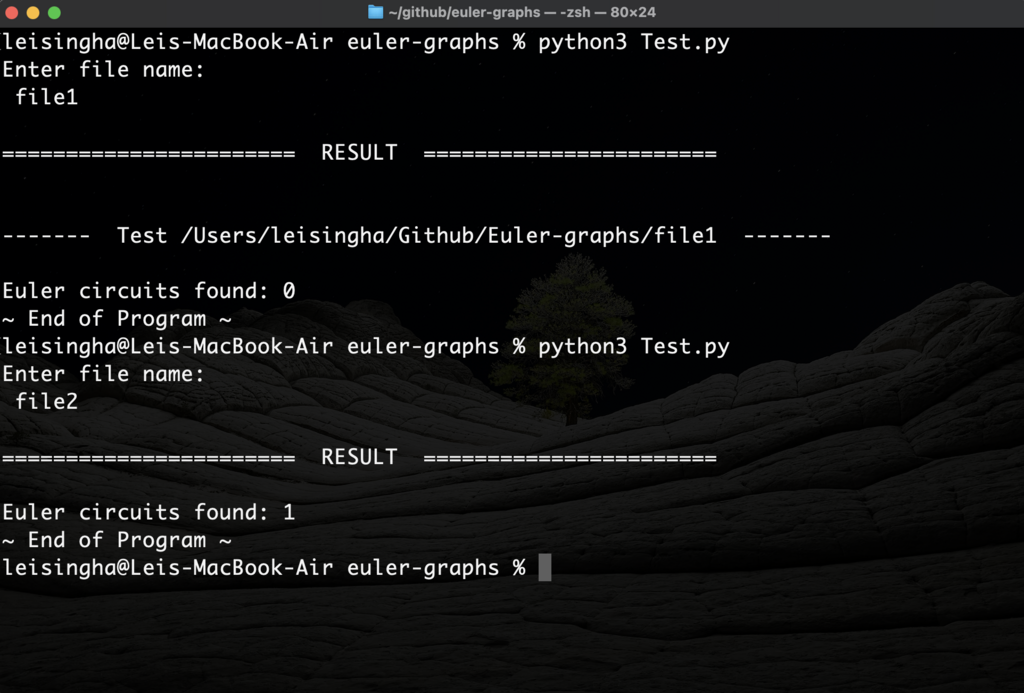 ~/github/euler-graphs — -zsh — 80×24
leisingha@Leis-MacBook-Air euler-graphs % python3 Test.py
Enter file name:
 file1
======================= RESULT =======================
------- Test /Users/leisingha/Github/Euler-graphs/file1 -------
Euler circuits found: 0
~ End of Program ~
leisingha@Leis-MacBook-Air euler-graphs % python3 Test.py
Enter file name:
 file2
======================= RESULT =======================
Euler circuits found: 1
~ End of Program ~
leisingha@Leis-MacBook-Air euler-graphs %